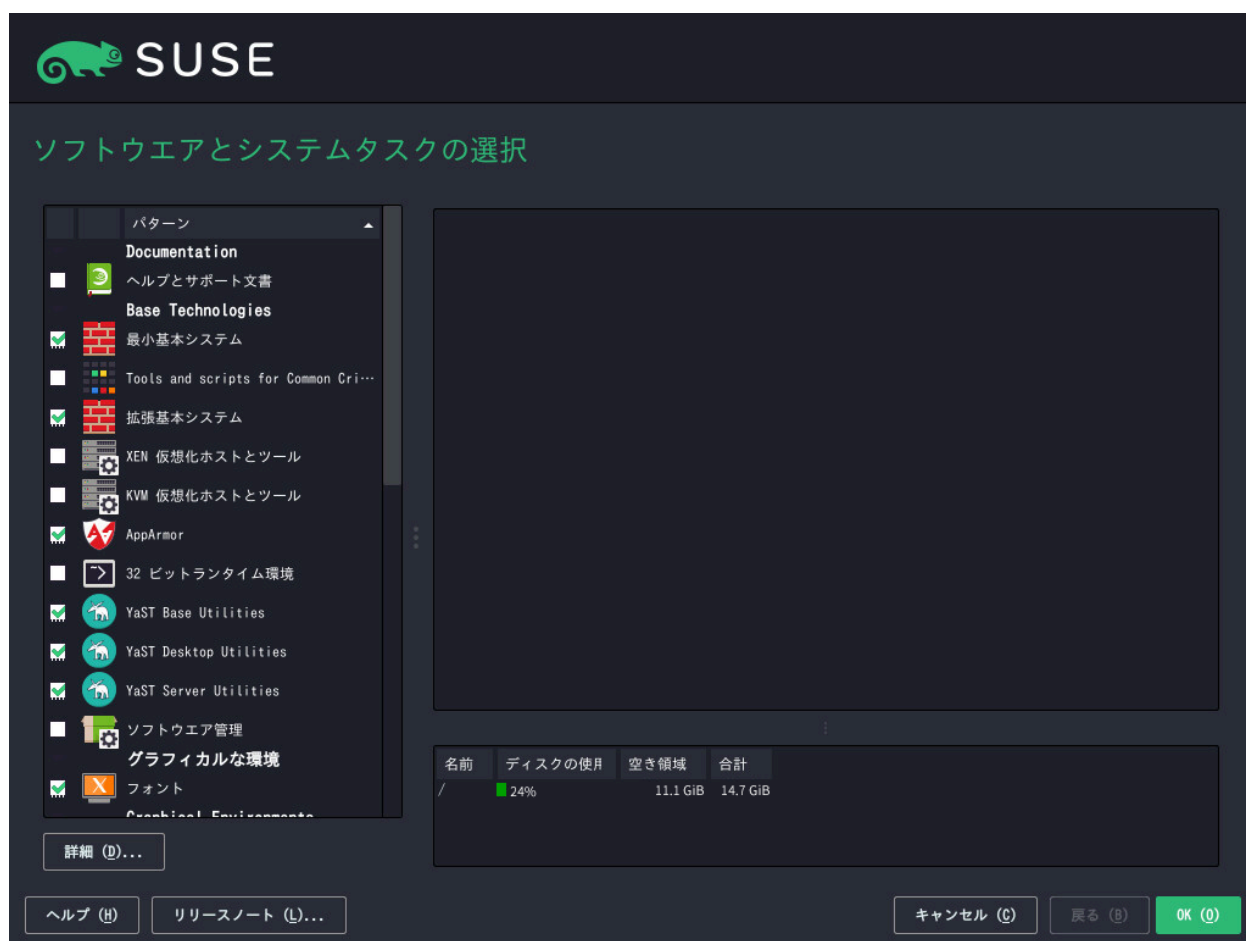 SUSE
ソフトウエアとシステムタスクの選択
パターン
Documentation
ヘルプとサポート文書
Base Technologies
最小基本システム
Tools and scripts for Common Cri…
拡張基本システム
XEN 仮想化ホストとツール
KVM 仮想化ホストとツール
AppArmor
32 ビットランタイム環境
YaST Base Utilities
YaST Desktop Utilities
YaST Server Utilities
ソフトウエア管理
グラフィカルな環境
フォント
Graphical Environments
詳細 (D)...
名前 ディスクの使用 空き領域 合計
/ 24% 11.1 GiB 14.7 GiB
ヘルプ (H) リリースノート (L)... キャンセル (C) 戻る (B) OK (O)